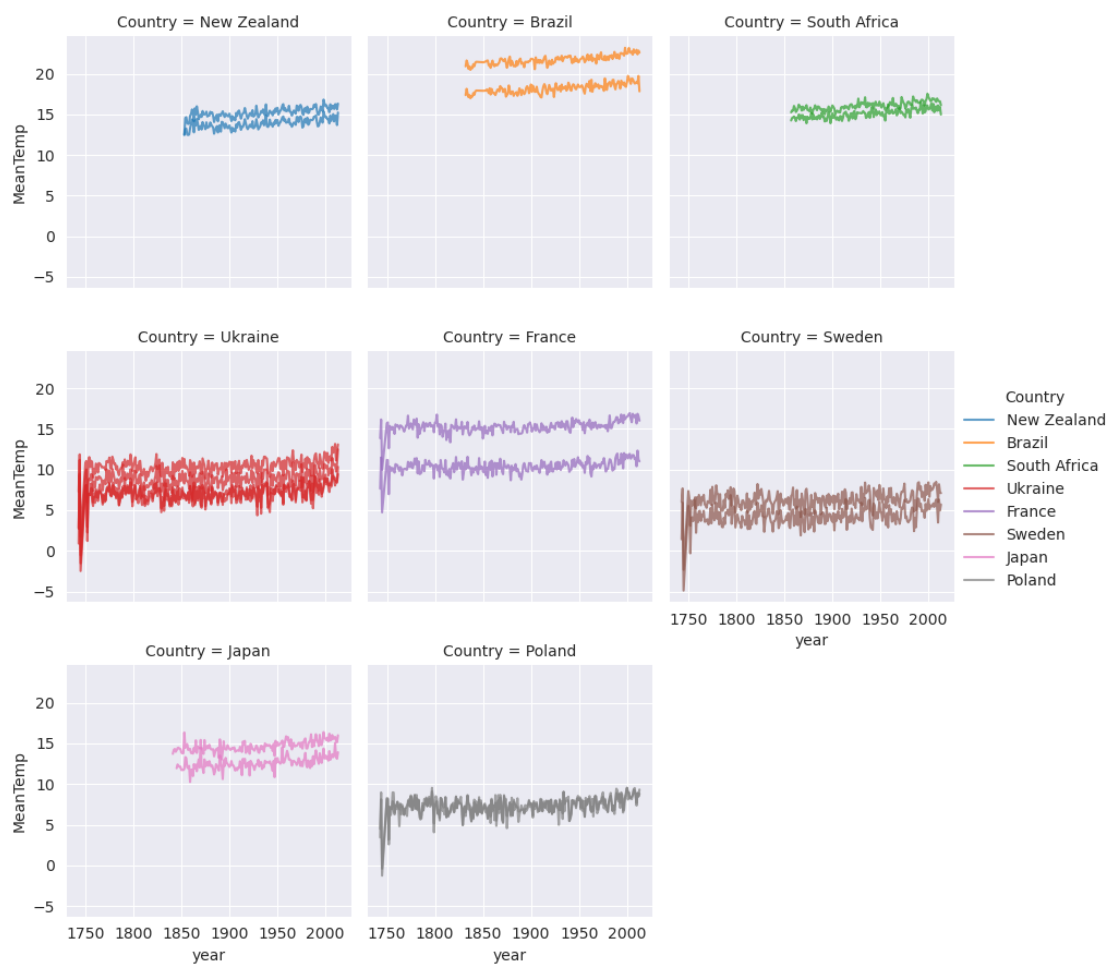 Country = New Zealand
Country = Brazil
Country = South Africa
MeanTemp
20
15
10
5
0
−5
Country = Ukraine
Country = France
Country = Sweden
MeanTemp
20
15
10
5
0
−5
1750 1800 1850 1900 1950 2000
year
Country
New Zealand
Brazil
South Africa
Ukraine
France
Sweden
Japan
Poland
Country = Japan
Country = Poland
MeanTemp
20
15
10
5
0
−5
1750 1800 1850 1900 1950 2000
year
1750 1800 1850 1900 1950 2000
year